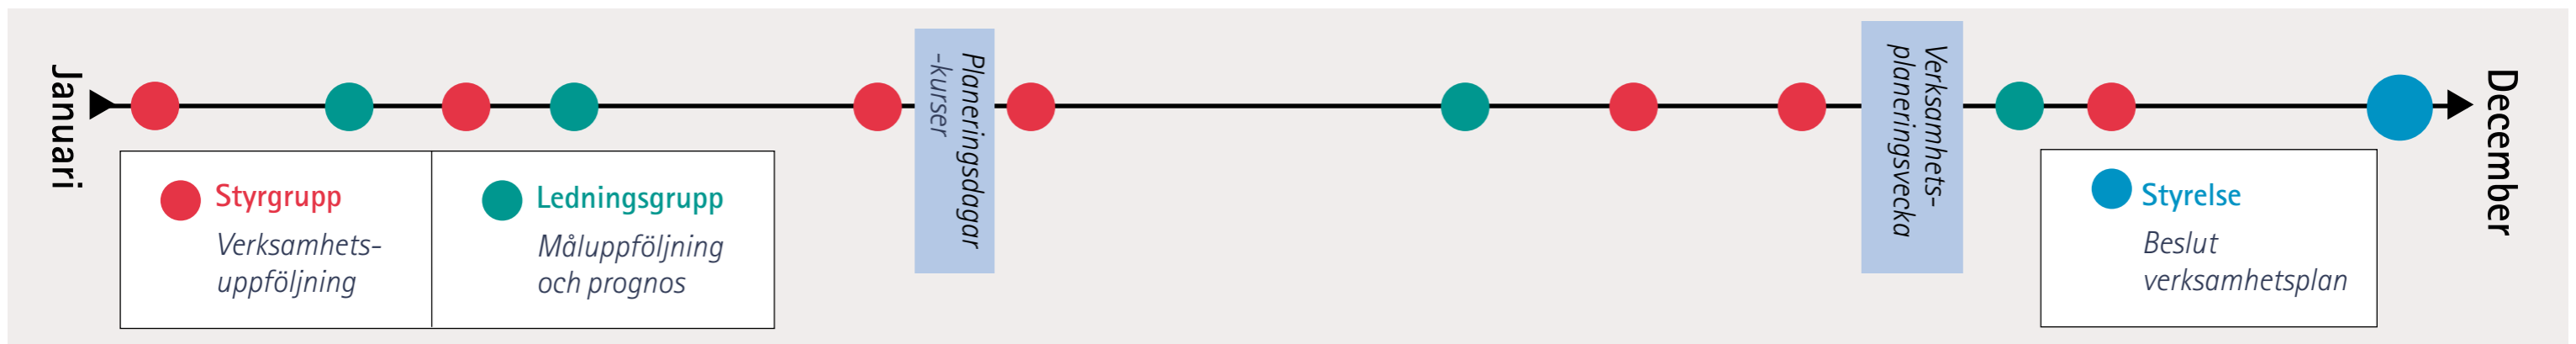 Januari
Styrgrupp
Verksamhets-
uppföljning
Ledningsgrupp
Måluppföljning
och prognos
Planeringsdagar
-kurser
Verksamhets-
planeringsvecka
Styrelse
Beslut
verksamhetsplan
December